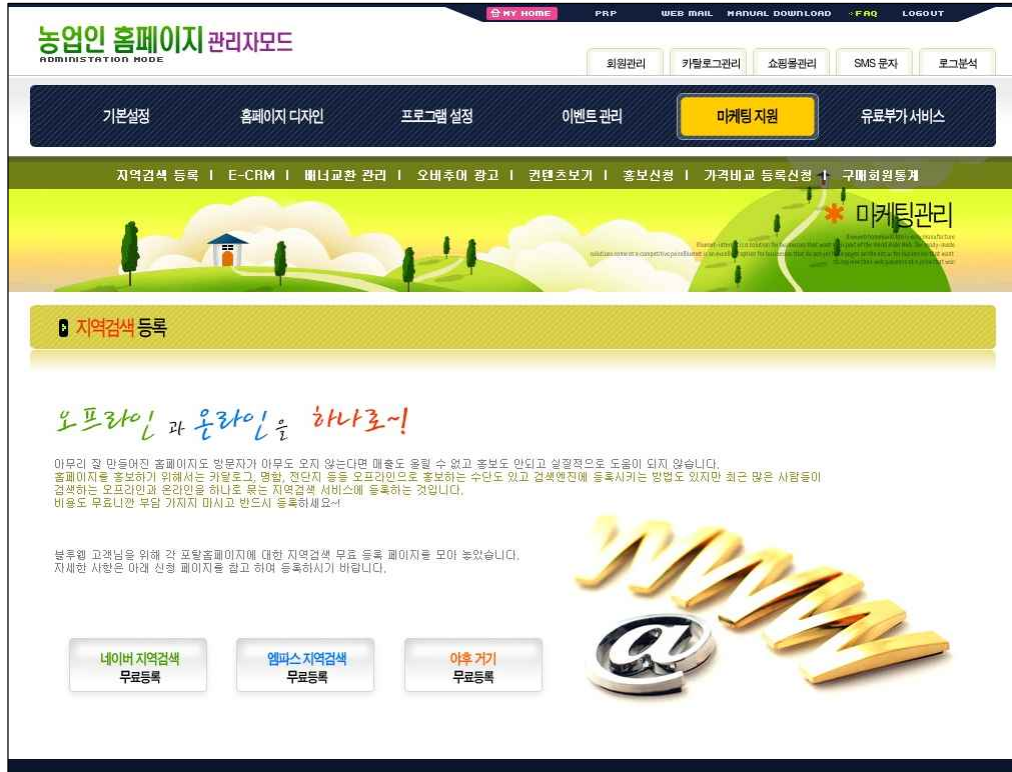 MY HOME PRP WEB MAIL MANUAL DOWNLOAD FAQ LOGOUT
농업인 홈페이지 관리자모드
ADMINISTRATION MODE
회원관리 카탈로그관리 쇼핑몰관리 SMS 문자 로그분석
기본설정 홈페이지 디자인 프로그램 설정 이벤트 관리 마케팅 지원 유료부가 서비스
지역검색 등록 | E-CRM | 배너교환 관리 | 오버추어 광고 | 컨텐츠보기 | 홍보신청 | 가격비교 등록신청 | 구매회원통계
* 마케팅관리
지역검색 등록
오프라인 과 온라인 을 하나로~!
아무리 잘 만들어진 홈페이지도 방문자가 아무도 오지 않는다면 매출도 올릴 수 없고 홍보도 안되고 실질적으로 도움이 되지 않습니다.
홈페이지를 홍보하기 위해서는 카달로그, 명함, 전단지 등등 오프라인으로 홍보하는 수단도 있고 검색엔진에 등록시키는 방법도 있지만 최근 많은 사람들이
검색하는 오프라인과 온라인을 하나로 묶는 지역검색 서비스에 등록하는 것입니다.
비용도 무료니깐 부담 가지지 마시고 반드시 등록하세요~!
블루웹 고객님을 위해 각 포탈홈페이지에 대한 지역검색 무료 등록 페이지를 모아 놓았습니다.
자세한 사항은 아래 신청 페이지를 참고 하여 등록하시기 바랍니다.
네이버 지역검색
무료등록
엠파스 지역검색
무료등록
야후 거기
무료등록
WWW
@